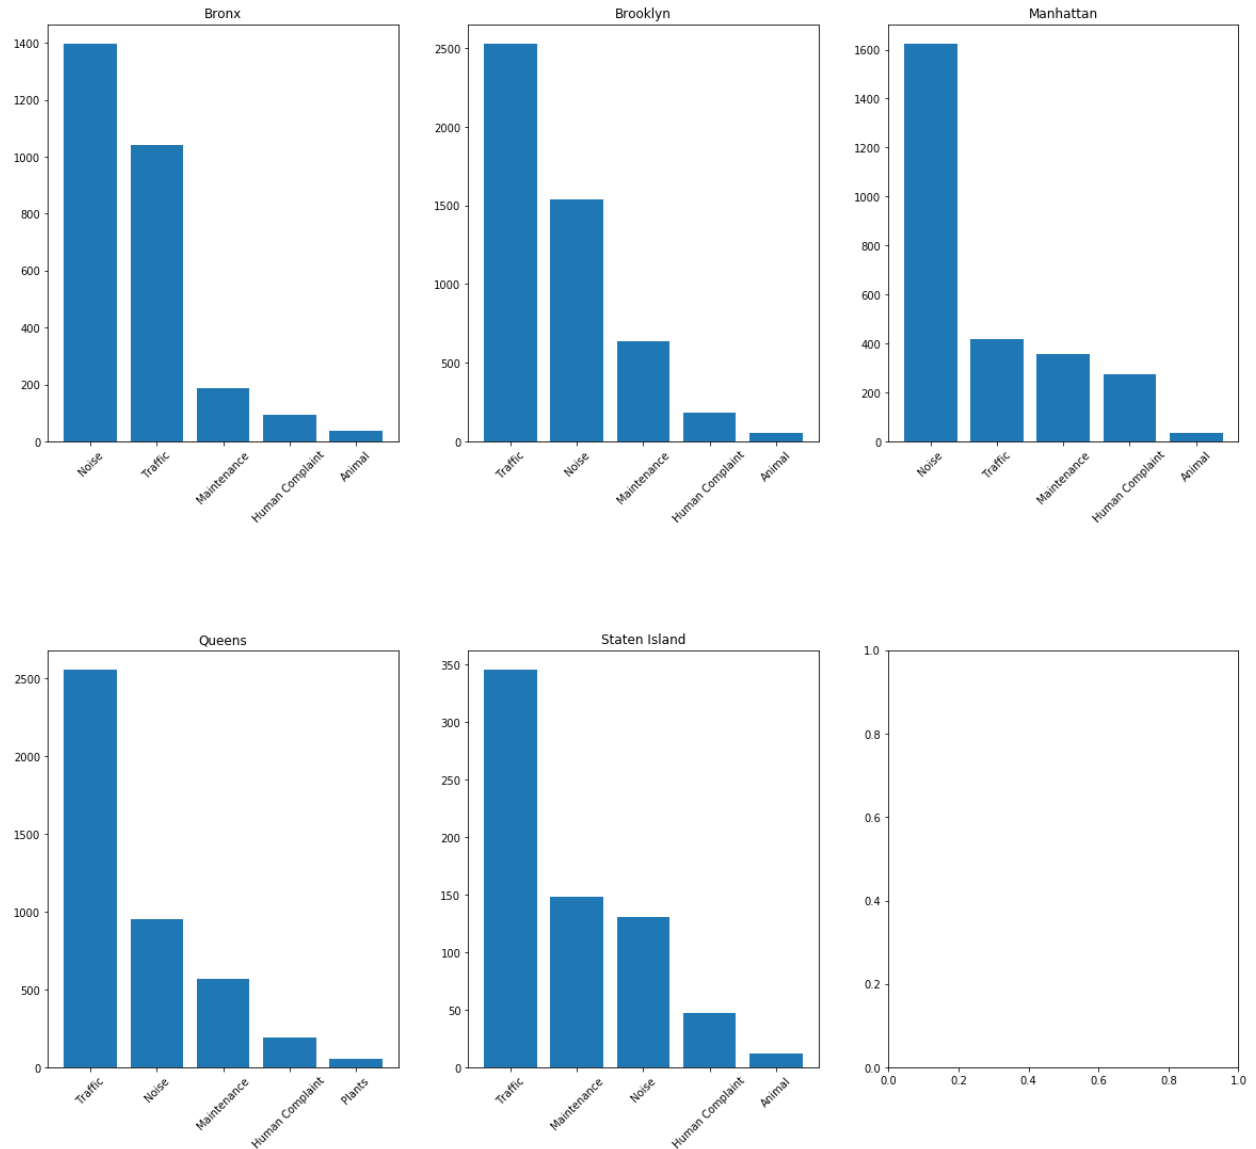 Bronx
1400
1200
1000
800
600
400
200
0
Noise
Traffic
Maintenance
Human Complaint
Animal
Brooklyn
2500
2000
1500
1000
500
0
Traffic
Noise
Maintenance
Human Complaint
Animal
Manhattan
1600
1400
1200
1000
800
600
400
200
0
Noise
Traffic
Maintenance
Human Complaint
Animal
Queens
2500
2000
1500
1000
500
0
Traffic
Noise
Maintenance
Human Complaint
Plants
Staten Island
350
300
250
200
150
100
50
0
Traffic
Maintenance
Noise
Human Complaint
Animal
1.0
0.8
0.6
0.4
0.2
0.0
0.0 0.2 0.4 0.6 0.8 1.0